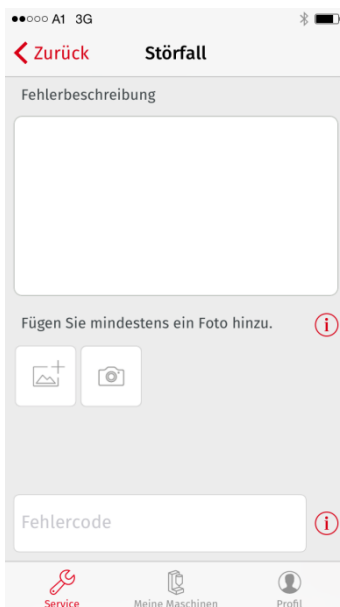 A1 3G
Zurück Störfall
Fehlerbeschreibung
Fügen Sie mindestens ein Foto hinzu.
Fehlercode
Service Meine Maschinen Profil